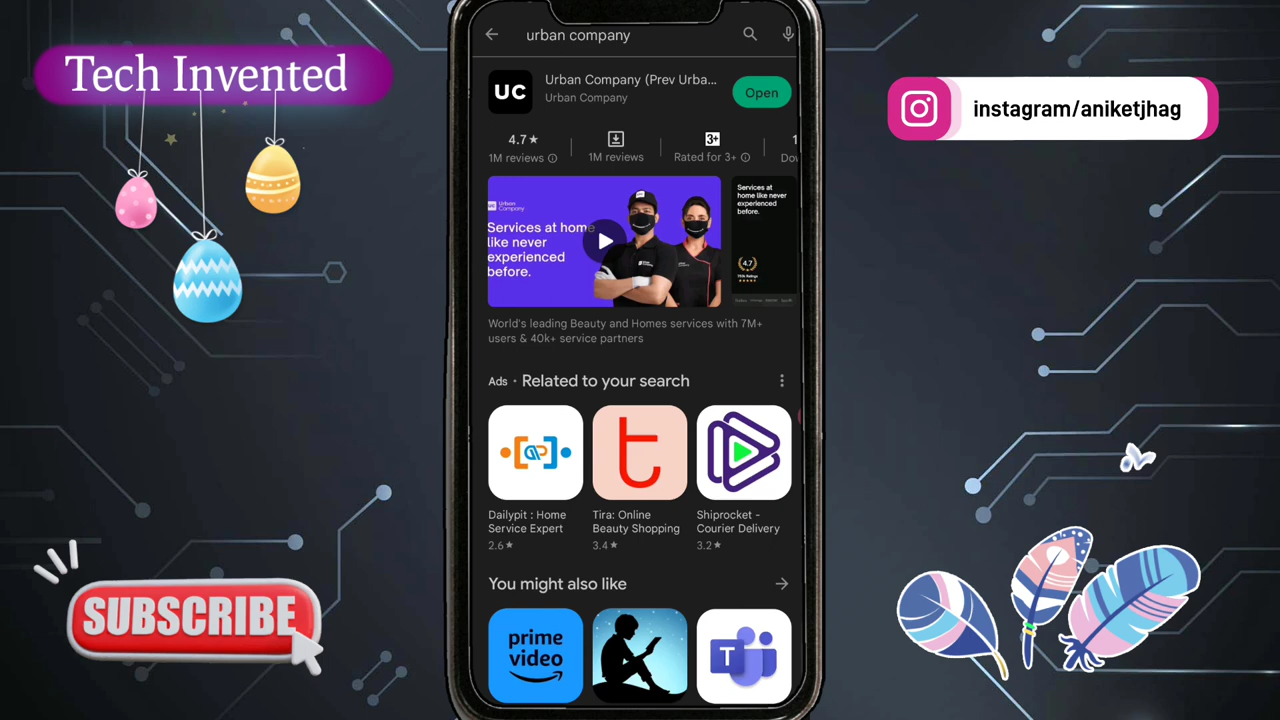 Tech Invented
instagram/aniketjhag
urban company
UC
Urban Company (Prev Urba...
Urban Company
Open
4.7★
1M reviews
1M reviews
3+
Rated for 3+
1
Dov
Urban
Company
Services at home
like never
experienced
before.
Services at
home like never
experienced
before.
4.7
World's leading Beauty and Homes services with 7M+
users & 40k+ service partners
Ads • Related to your search
Dailypit : Home
Service Expert
2.6★
Tira: Online
Beauty Shopping
3.4★
Shiprocket -
Courier Delivery
3.2★
You might also like
prime
video
T
SUBSCRIBE